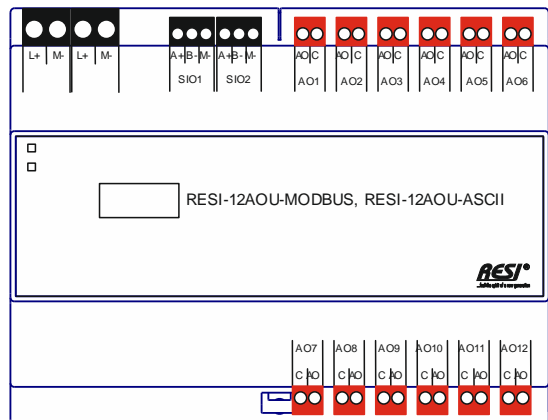 L+ M- L+ M- A+ B- M- A+ B- M- AO C AO C AO C AO C AO C AO C
SIO1 SIO2 AO1 AO2 AO3 AO4 AO5 AO6
RESI-12AOU-MODBUS, RESI-12AOU-ASCII
RESI®
AO7 AO8 AO9 AO10 AO11 AO12
C AO C AO C AO C AO C AO C AO